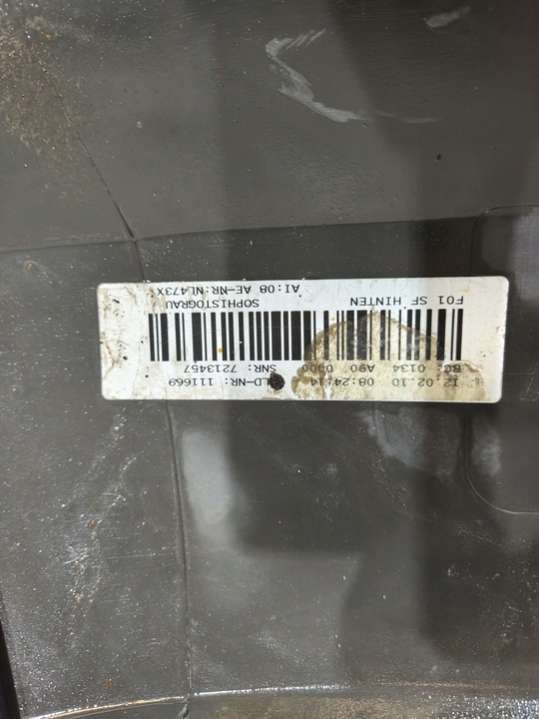 12.02.10 08:24:14 LD-NR: 111669
BG: 0134 A90 0000 SNR: 7213457
F01 SF HINTEN SOPHISTOGRAU
AI:08 AE-NR:NL473X